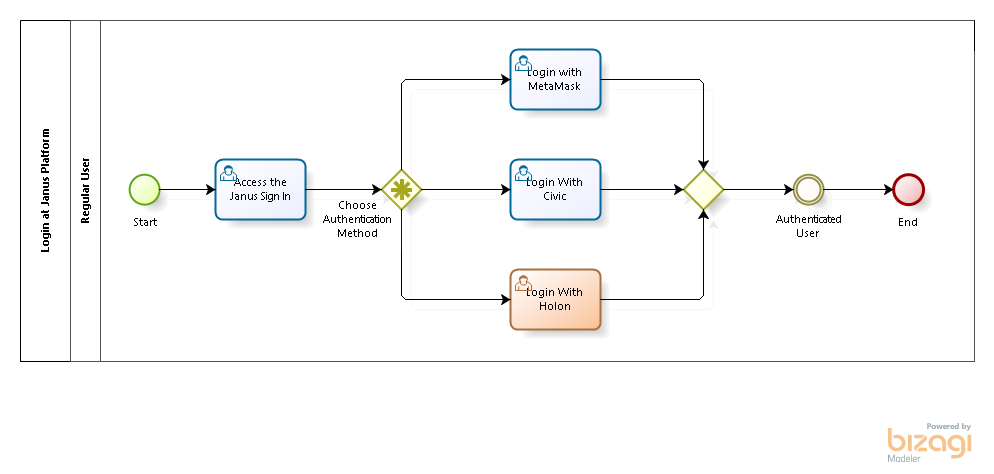 Login at Janus Platform
Regular User
Start
Access the
Janus Sign In
Choose
Authentication
Method
Login with
MetaMask
Login With
Civic
Login With
Holon
Authenticated
User
End
Powered by
bizagi
Modeler